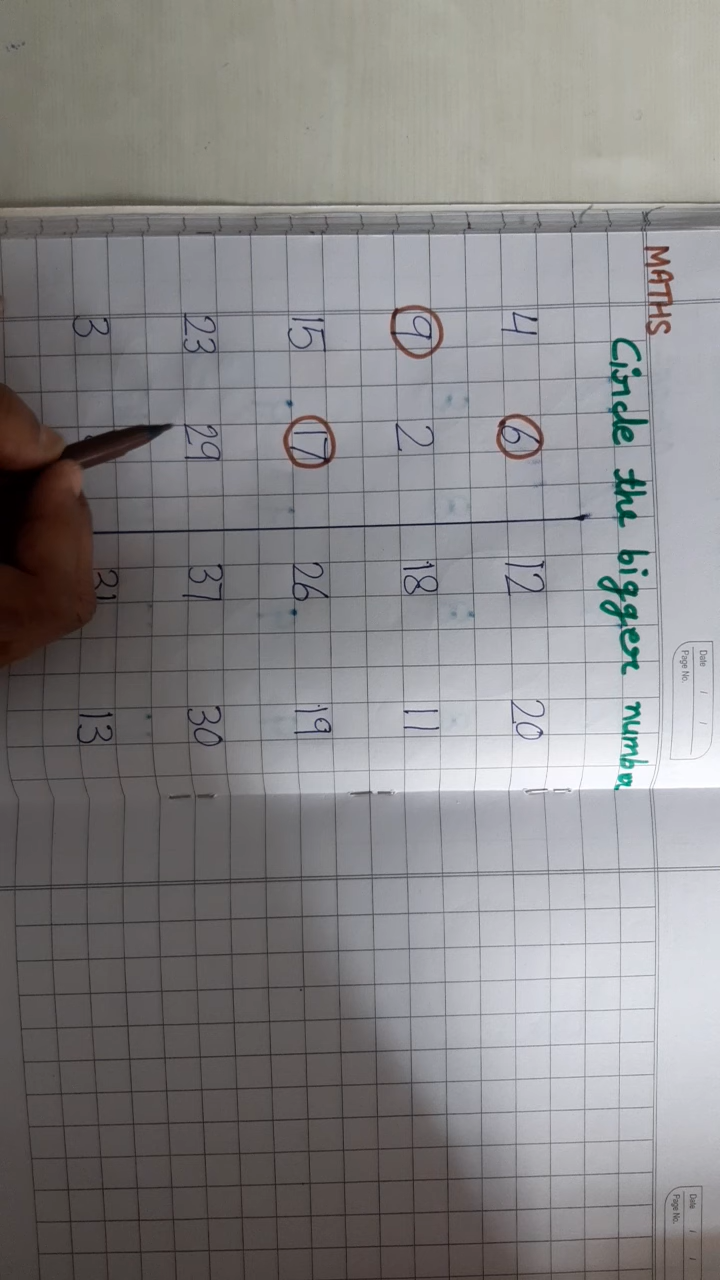 Date / /
Page No.
MATHS
Circle the bigger number
4 6 12 20
9 2 18 11
15 17 26 19
23 29 37 30
3 31 13
Date / /
Page No.